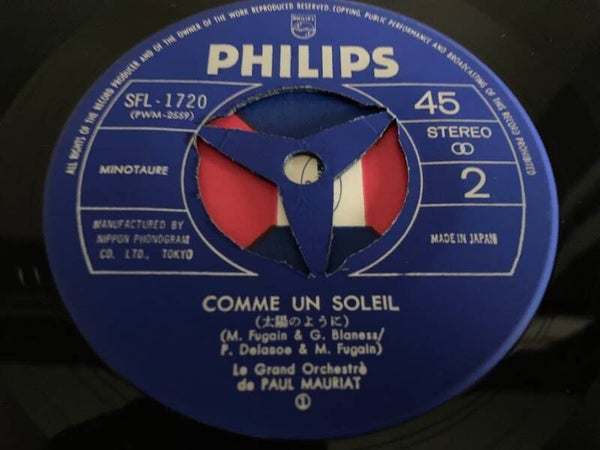 ALL RIGHTS OF THE RECORD PRODUCER AND OF THE OWNER OF THE WORK REPRODUCED RESERVED. COPYING, PUBLIC PERFORMANCE AND BROADCASTING OF THIS RECORD PROHIBITED
PHILIPS
PHILIPS
SFL-1720
(PWM-2559)
45
STEREO
MINOTAURE
2
MANUFACTURED BY
NIPPON PHONOGRAM
CO. LTD., TOKYO
MADE IN JAPAN
COMME UN SOLEIL
(太陽のように)
(M. Fugain & G. Blaness/
P. Delasoe & M. Fugain)
Le Grand Orchestrè
de PAUL MAURIAT
①